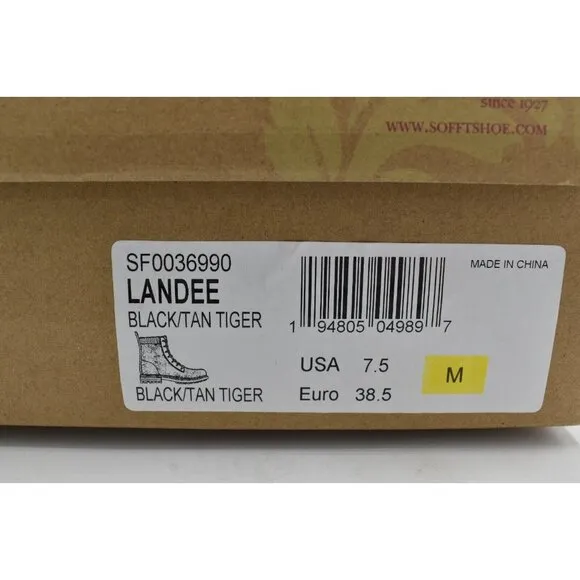 since 1927
WWW.SOFFTSHOE.COM
SF0036990
LANDEE
BLACK/TAN TIGER
BLACK/TAN TIGER
1 94805 04989 7
MADE IN CHINA
USA 7.5
Euro 38.5
M